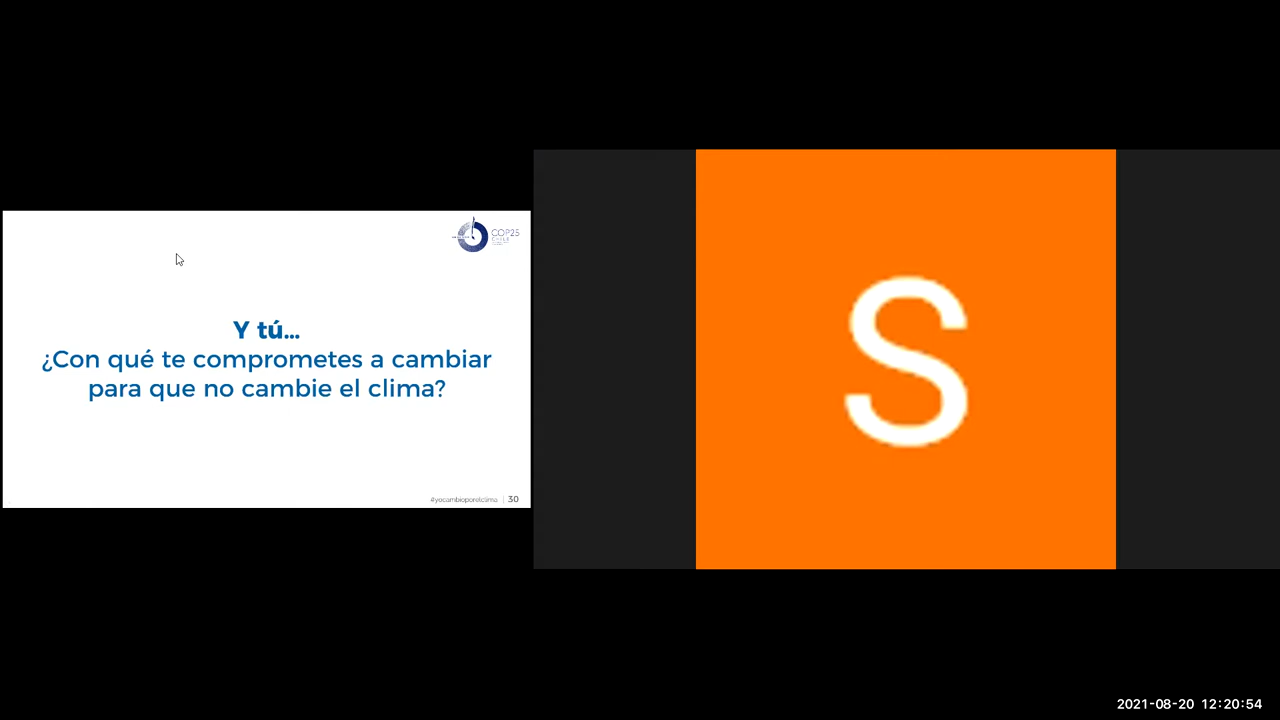 COP25
CHILE
Y tú...
¿Con qué te comprometes a cambiar
para que no cambie el clima?
#yocambioporelclima | 30
S
2021-08-20 12:20:54